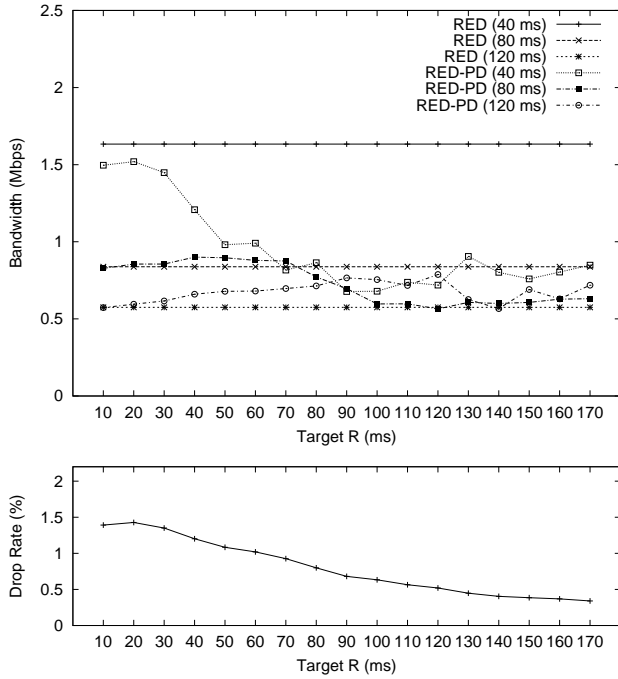 2.5
2
1.5
1
0.5
0
Bandwidth (Mbps)
RED (40 ms)
RED (80 ms)
RED (120 ms)
RED-PD (40 ms)
RED-PD (80 ms)
RED-PD (120 ms)
10 20 30 40 50 60 70 80 90 100 110 120 130 140 150 160 170
Target R (ms)
2
1.5
1
0.5
0
Drop Rate (%)
10 20 30 40 50 60 70 80 90 100 110 120 130 140 150 160 170
Target R (ms)